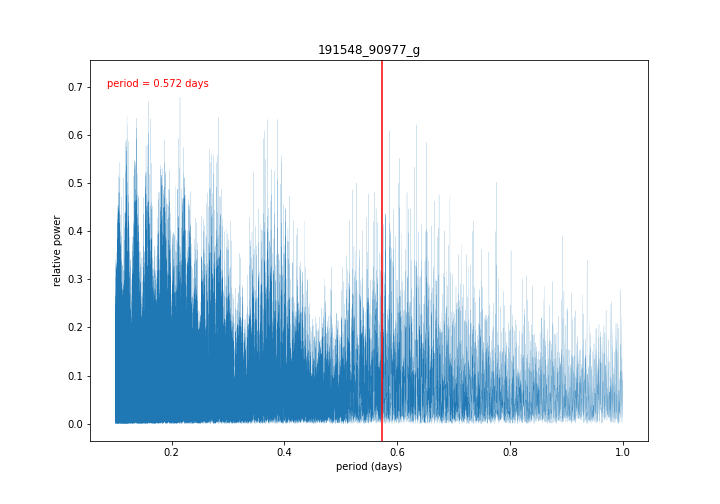 191548_90977_g
period = 0.572 days
relative power
0.7
0.6
0.5
0.4
0.3
0.2
0.1
0.0
0.2 0.4 0.6 0.8 1.0
period (days)